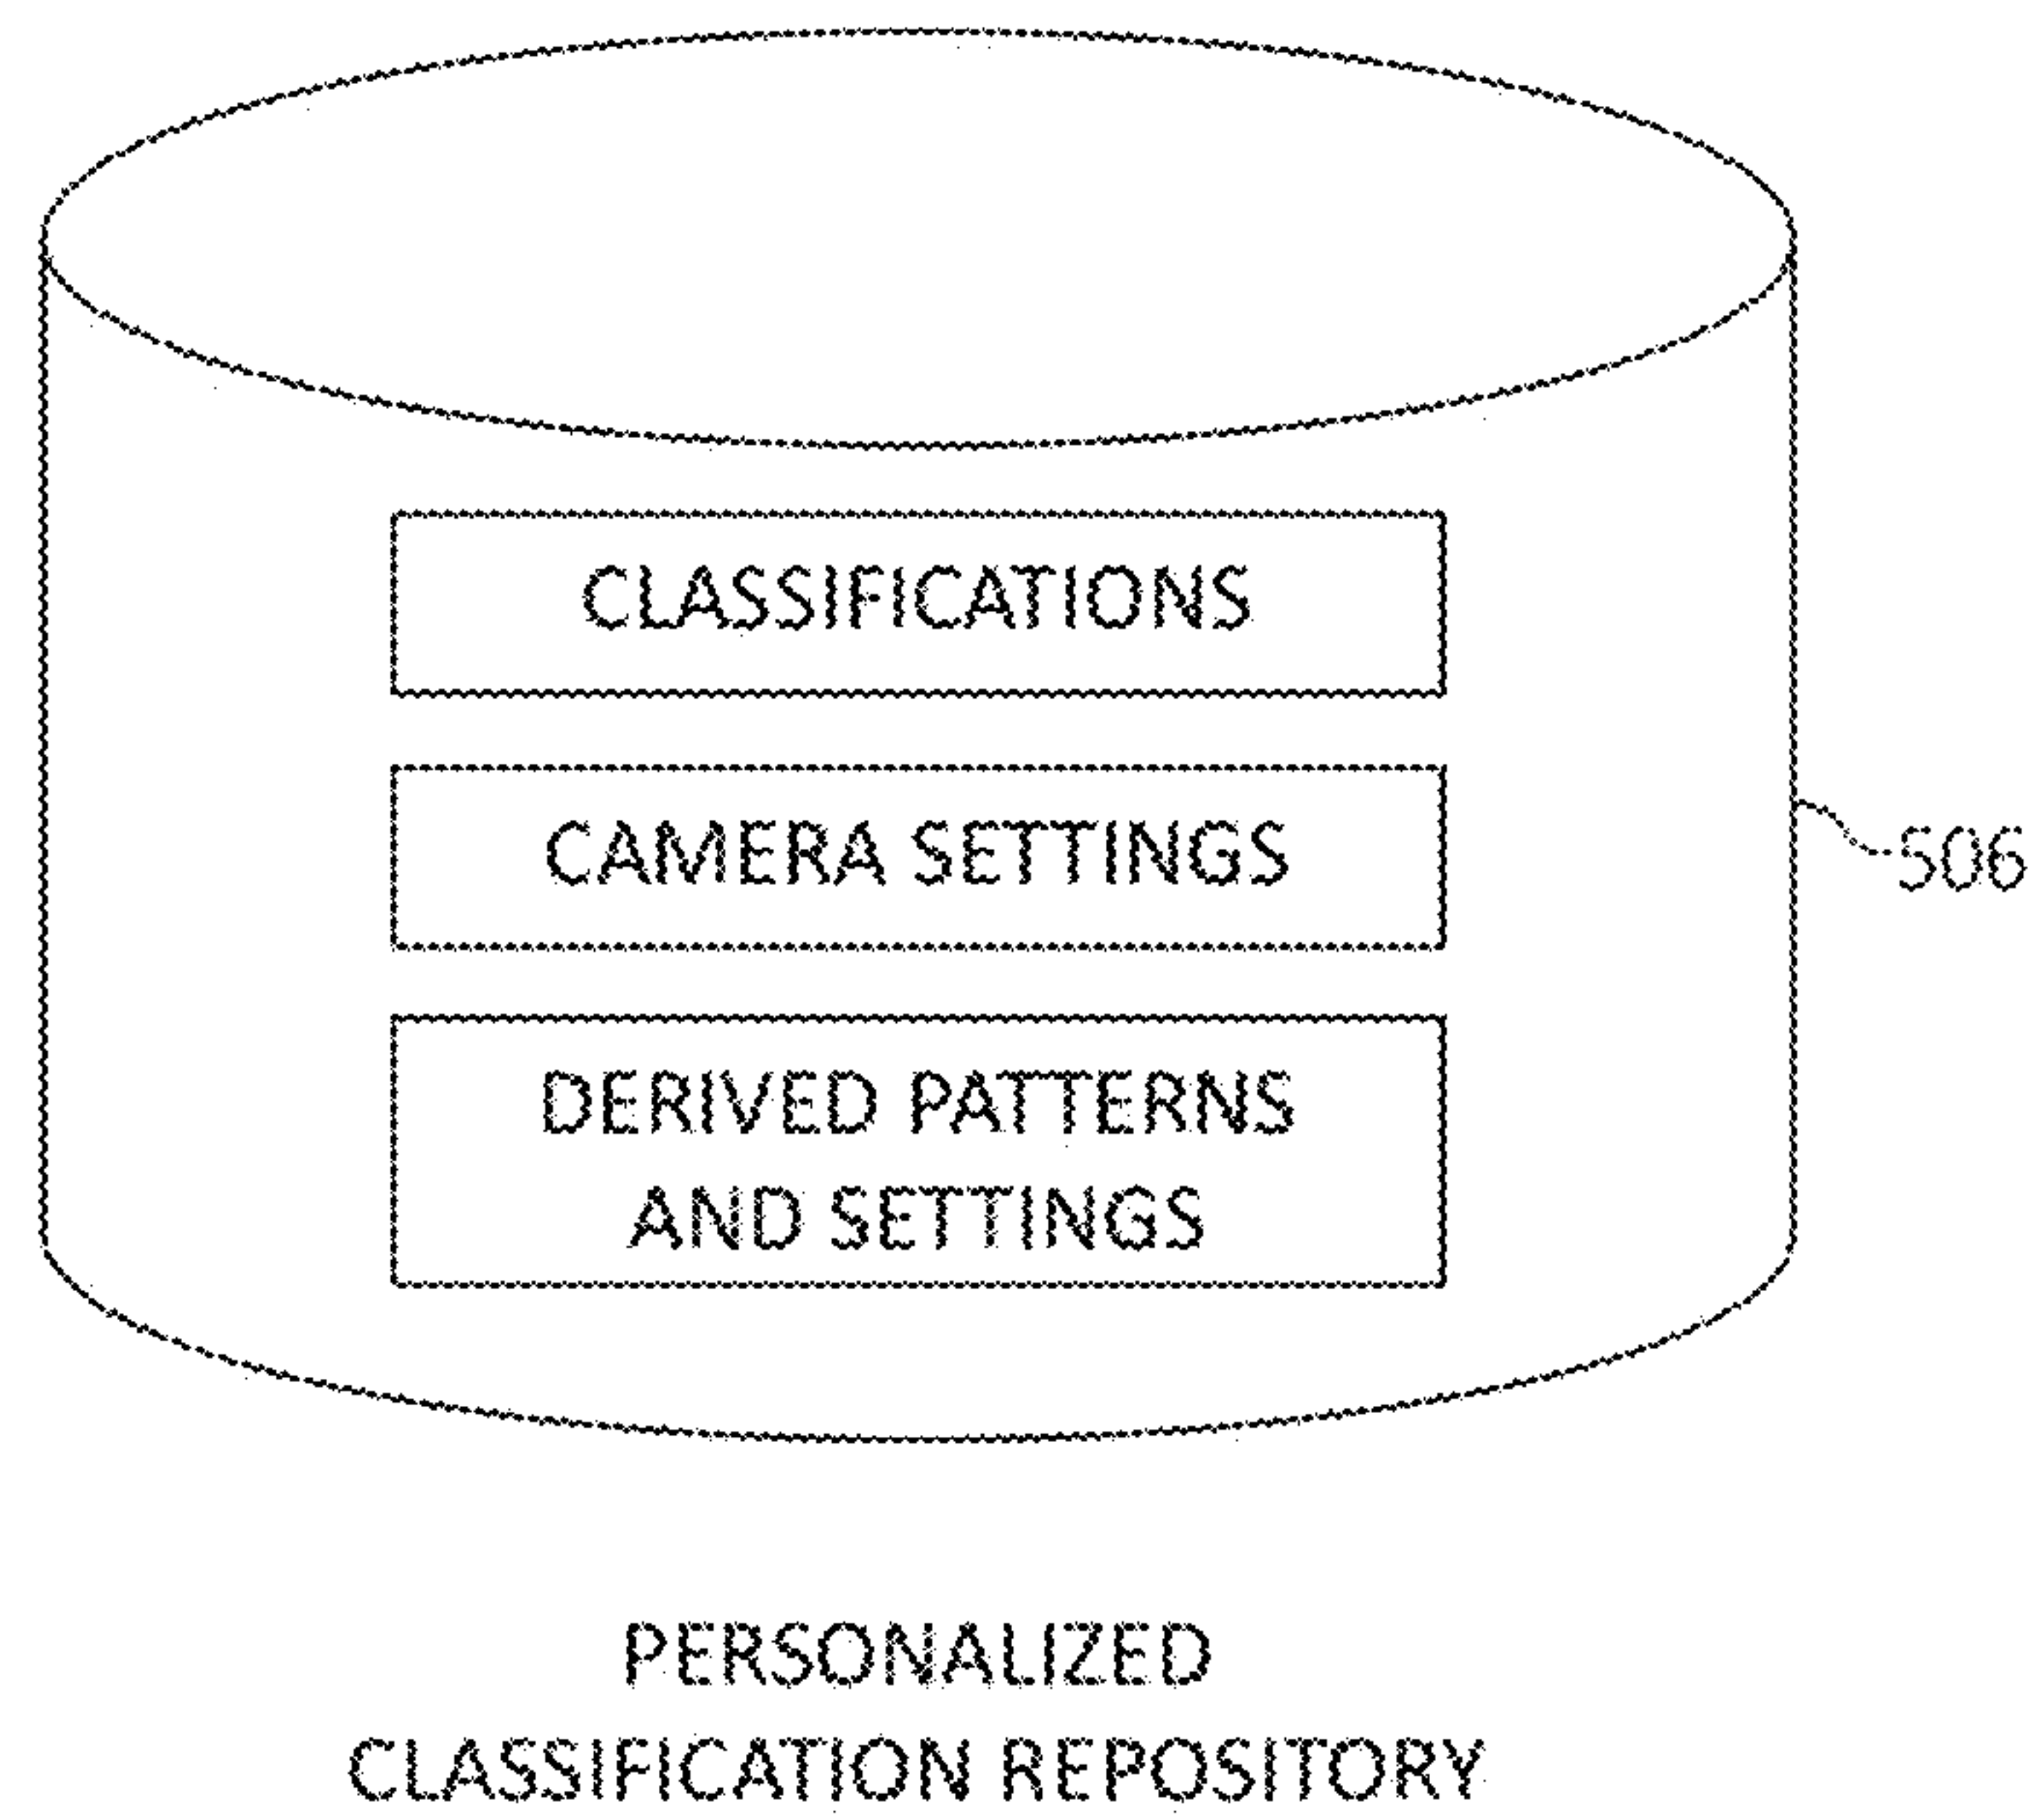 CLASSIFICATIONS
CAMERA SETTINGS
506
DERIVED PATTERNS
AND SETTINGS
PERSONALIZED
CLASSIFICATION REPOSITORY